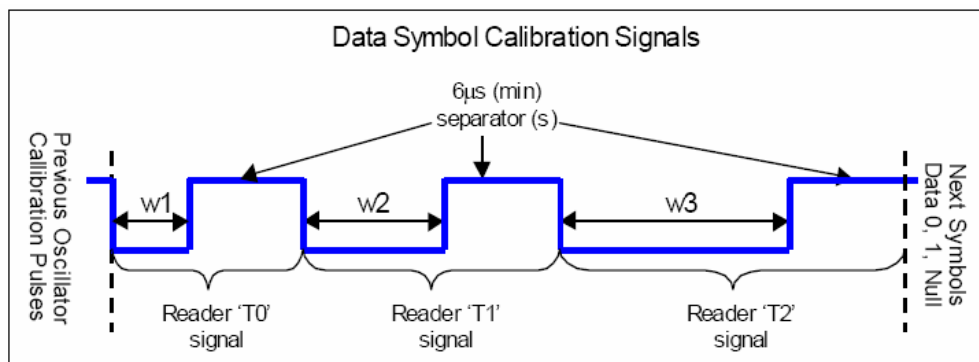 Data Symbol Calibration Signals
6µs (min)
separator (s)
Previous Oscillator
Callibration Pulses
w1
w2
w3
Next Symbols
Data 0, 1, Null
Reader 'T0'
signal
Reader 'T1'
signal
Reader 'T2'
signal